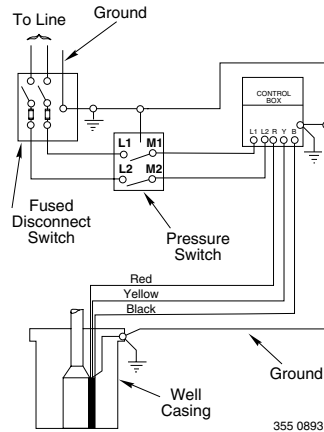 To Line
Ground
CONTROL
BOX
L1 L2 R Y B
L1 M1
L2 M2
Fused
Disconnect
Switch
Pressure
Switch
Red
Yellow
Black
Ground
Well
Casing
355 0893